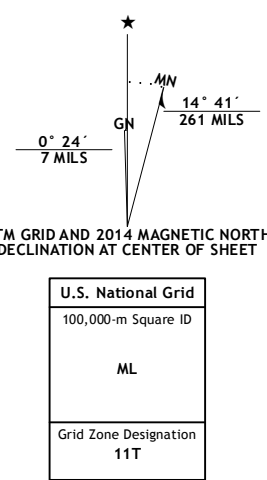 ★
MN
GN
14° 41´
261 MILS
0° 24´
7 MILS
TM GRID AND 2014 MAGNETIC NORTH
DECLINATION AT CENTER OF SHEET
U.S. National Grid
100,000-m Square ID
ML
Grid Zone Designation
11T